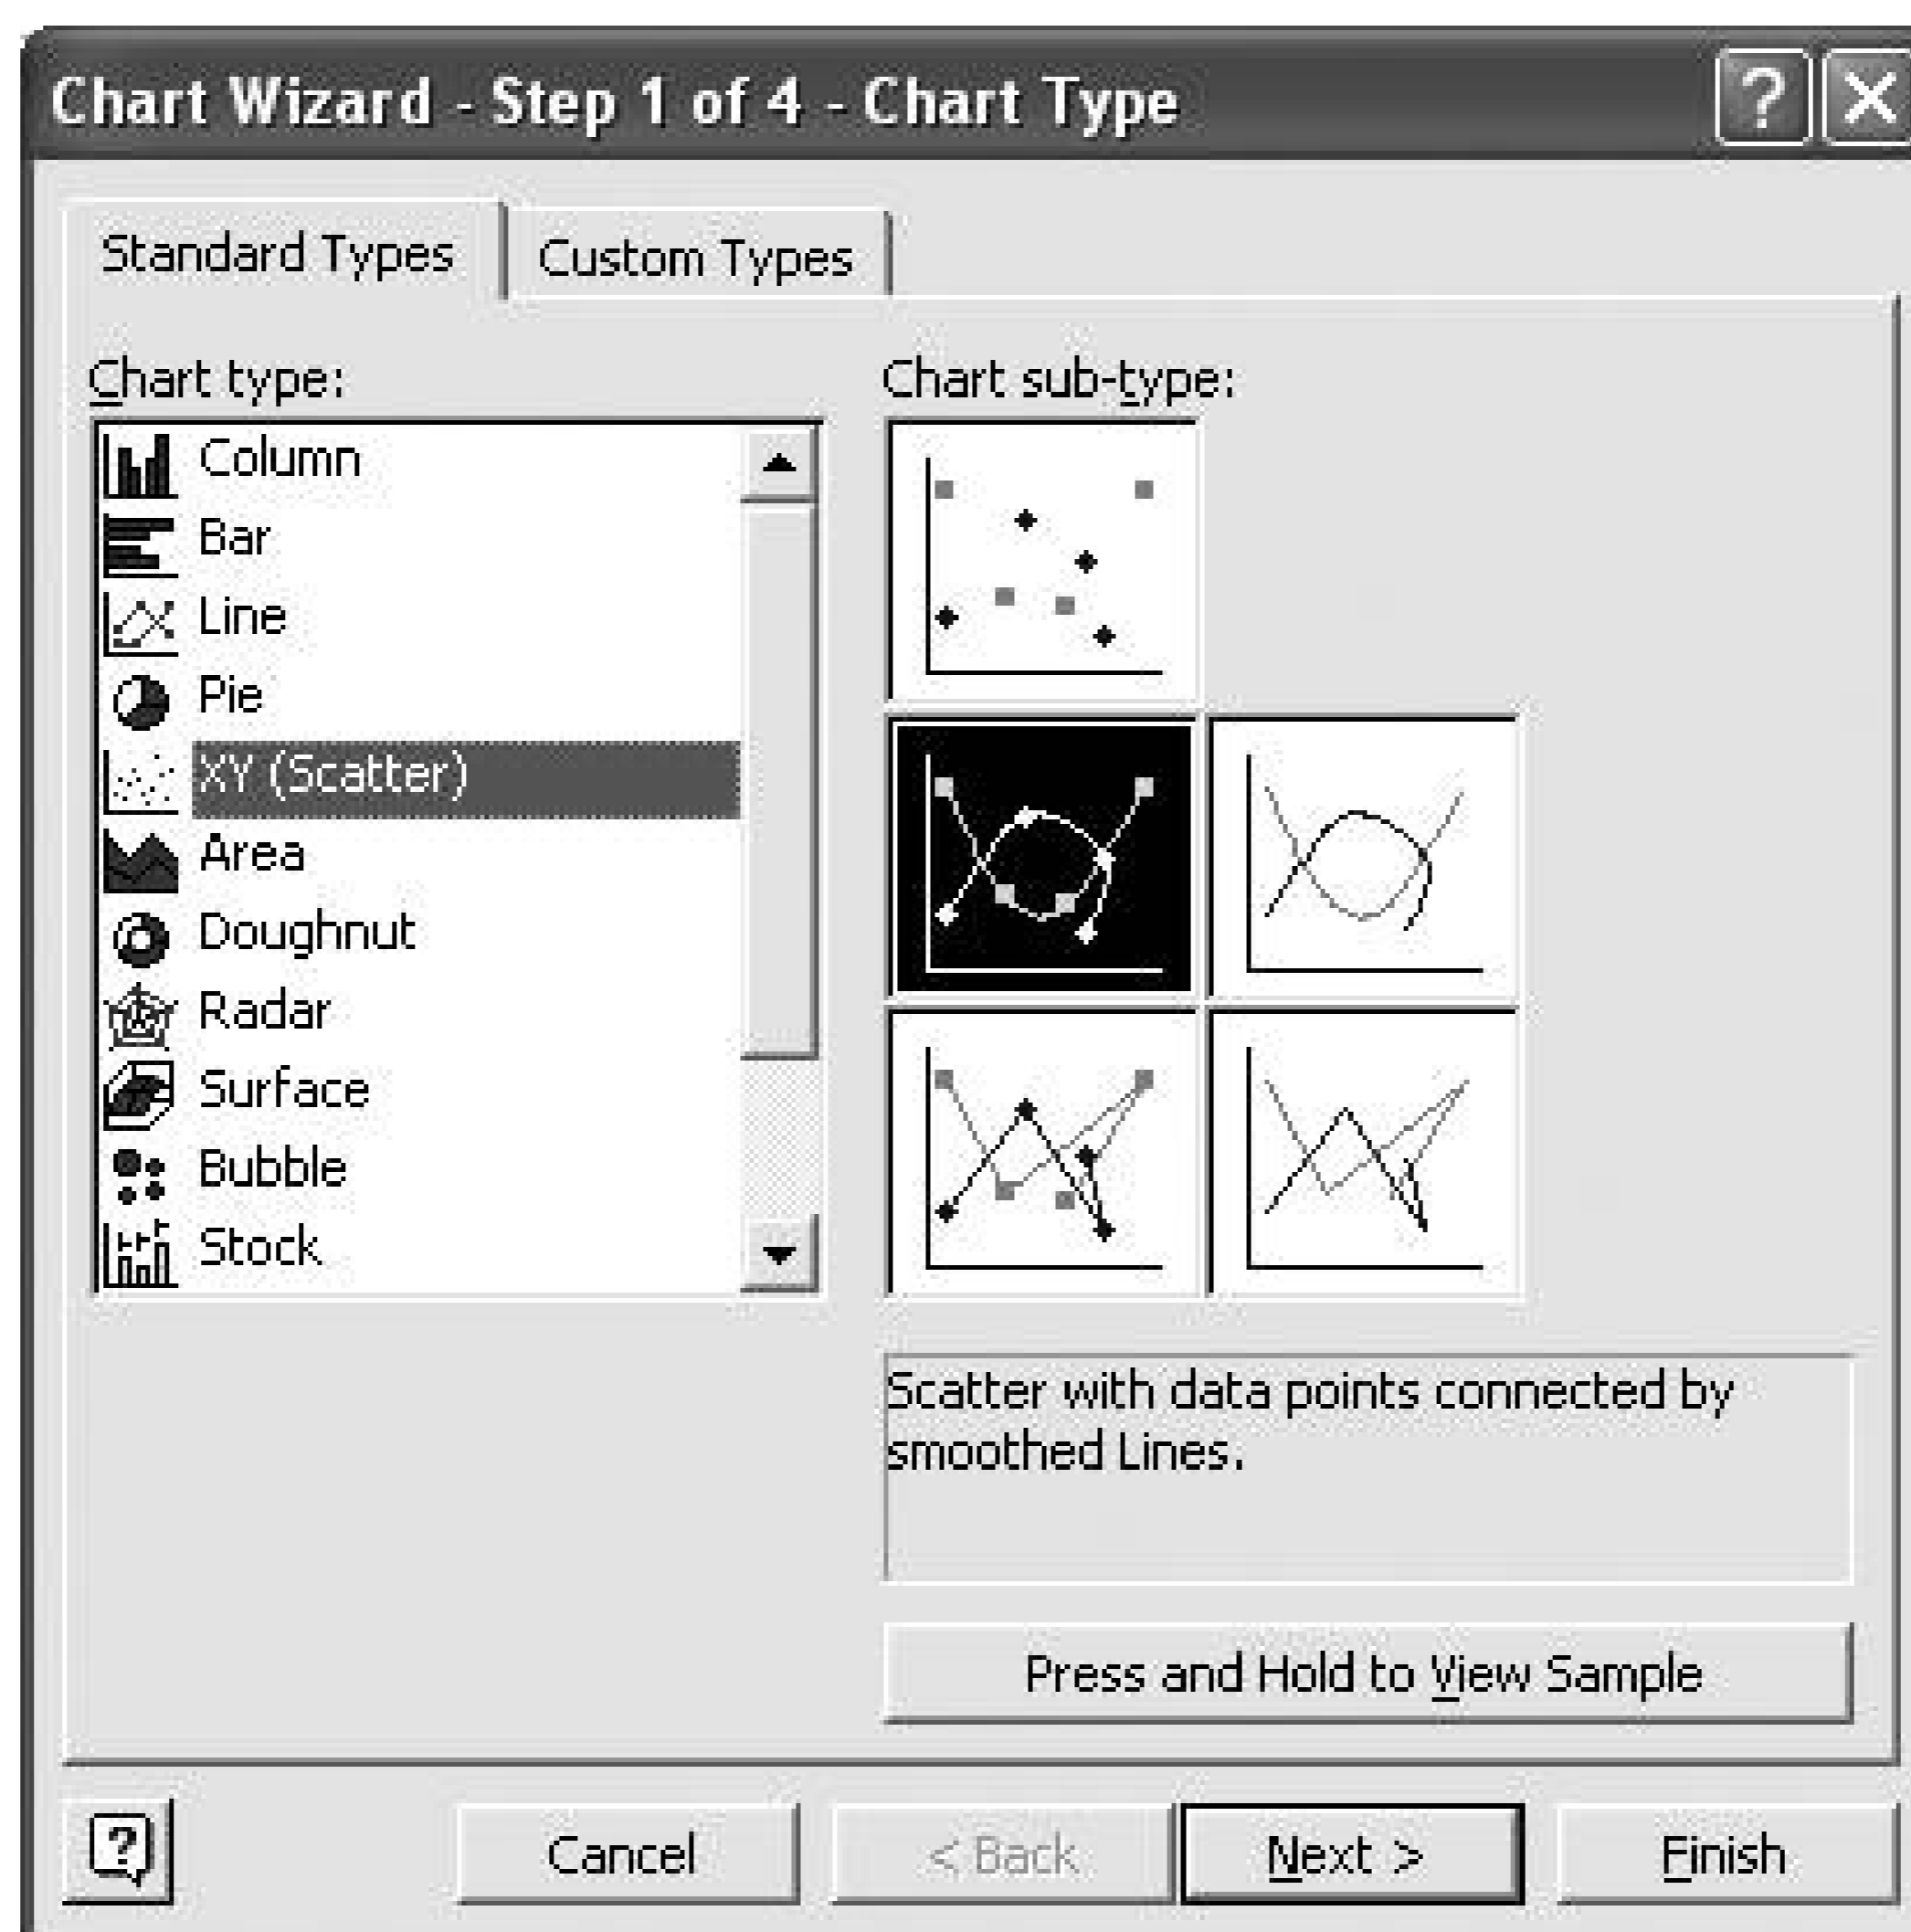 Chart Wizard - Step 1 of 4 - Chart Type
Standard Types
Custom Types
Chart type:
Column
Bar
Line
Pie
XY (Scatter)
Area
Doughnut
Radar
Surface
Bubble
Stock
Chart sub-type:
Scatter with data points connected by
smoothed Lines.
Press and Hold to View Sample
Cancel
< Back
Next >
Finish